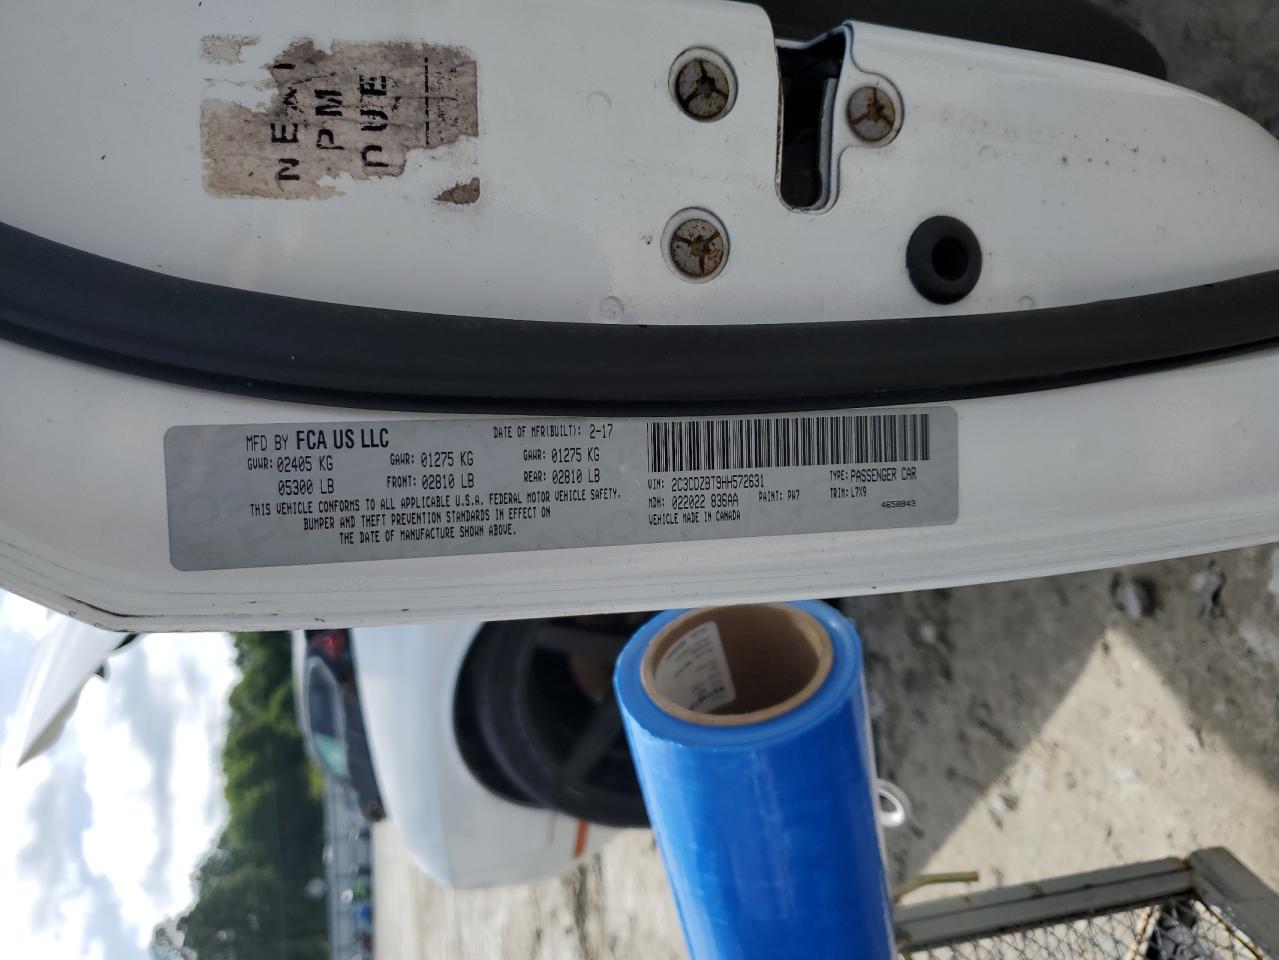 NEXT
PM
DUE
MFD BY FCA US LLC
DATE OF MFR(BUILT): 2-17
GVWR: 02405 KG GAWR: 01275 KG GAWR: 01275 KG
05300 LB FRONT: 02810 LB REAR: 02810 LB
THIS VEHICLE CONFORMS TO ALL APPLICABLE U.S.A. FEDERAL MOTOR VEHICLE SAFETY,
BUMPER AND THEFT PREVENTION STANDARDS IN EFFECT ON
THE DATE OF MANUFACTURE SHOWN ABOVE.
VIN: 2C3CDZBT9HH572631 TYPE: PASSENGER CAR
MDH: 022022 836AA PAINT: PW7 TRIM: L7X9
VEHICLE MADE IN CANADA 4658843